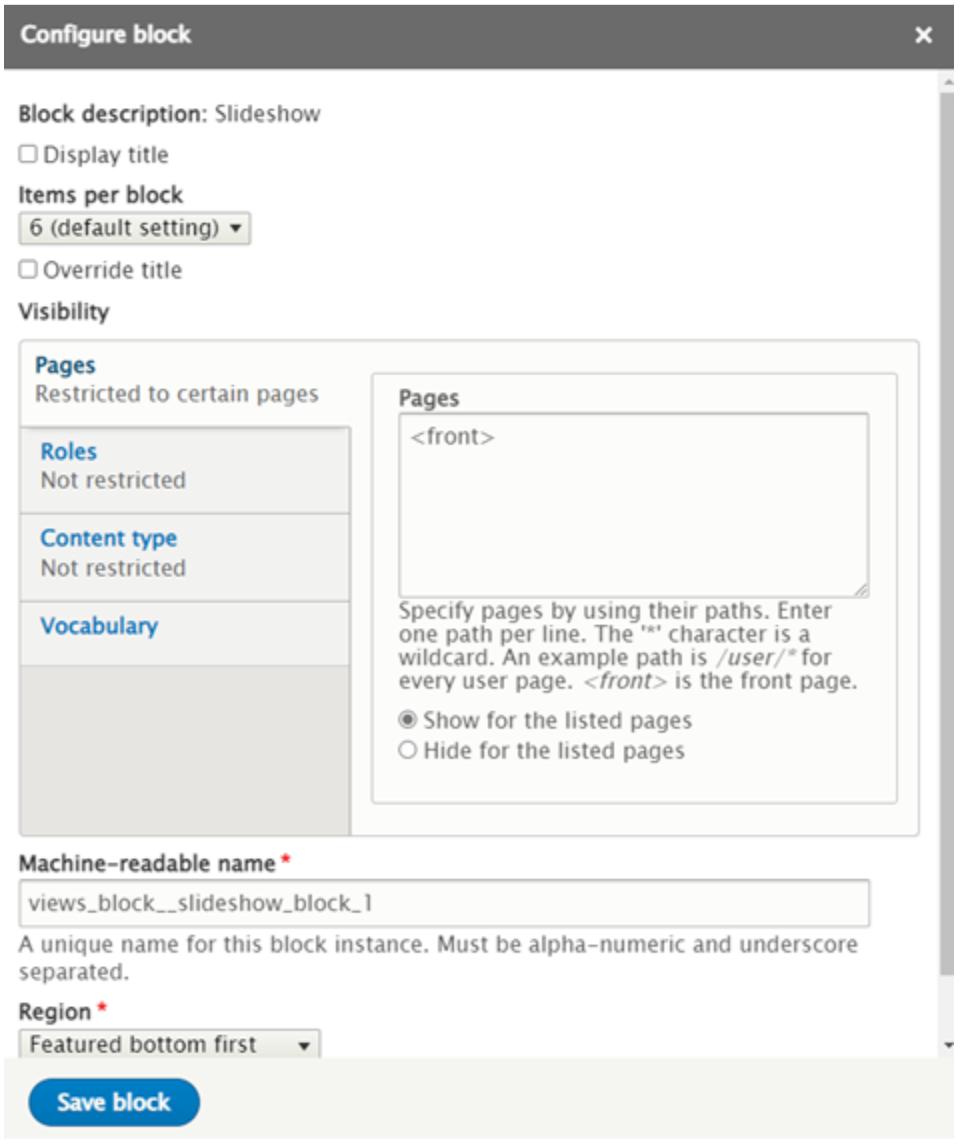 Configure block ×
Block description: Slideshow
Display title
Items per block
6 (default setting)
Override title
Visibility
Pages
Restricted to certain pages
Roles
Not restricted
Content type
Not restricted
Vocabulary
Pages
<front>
Specify pages by using their paths. Enter
one path per line. The '*' character is a
wildcard. An example path is /user/* for
every user page. <front> is the front page.
Show for the listed pages
Hide for the listed pages
Machine-readable name *
views_block__slideshow_block_1
A unique name for this block instance. Must be alpha-numeric and underscore
separated.
Region *
Featured bottom first
Save block